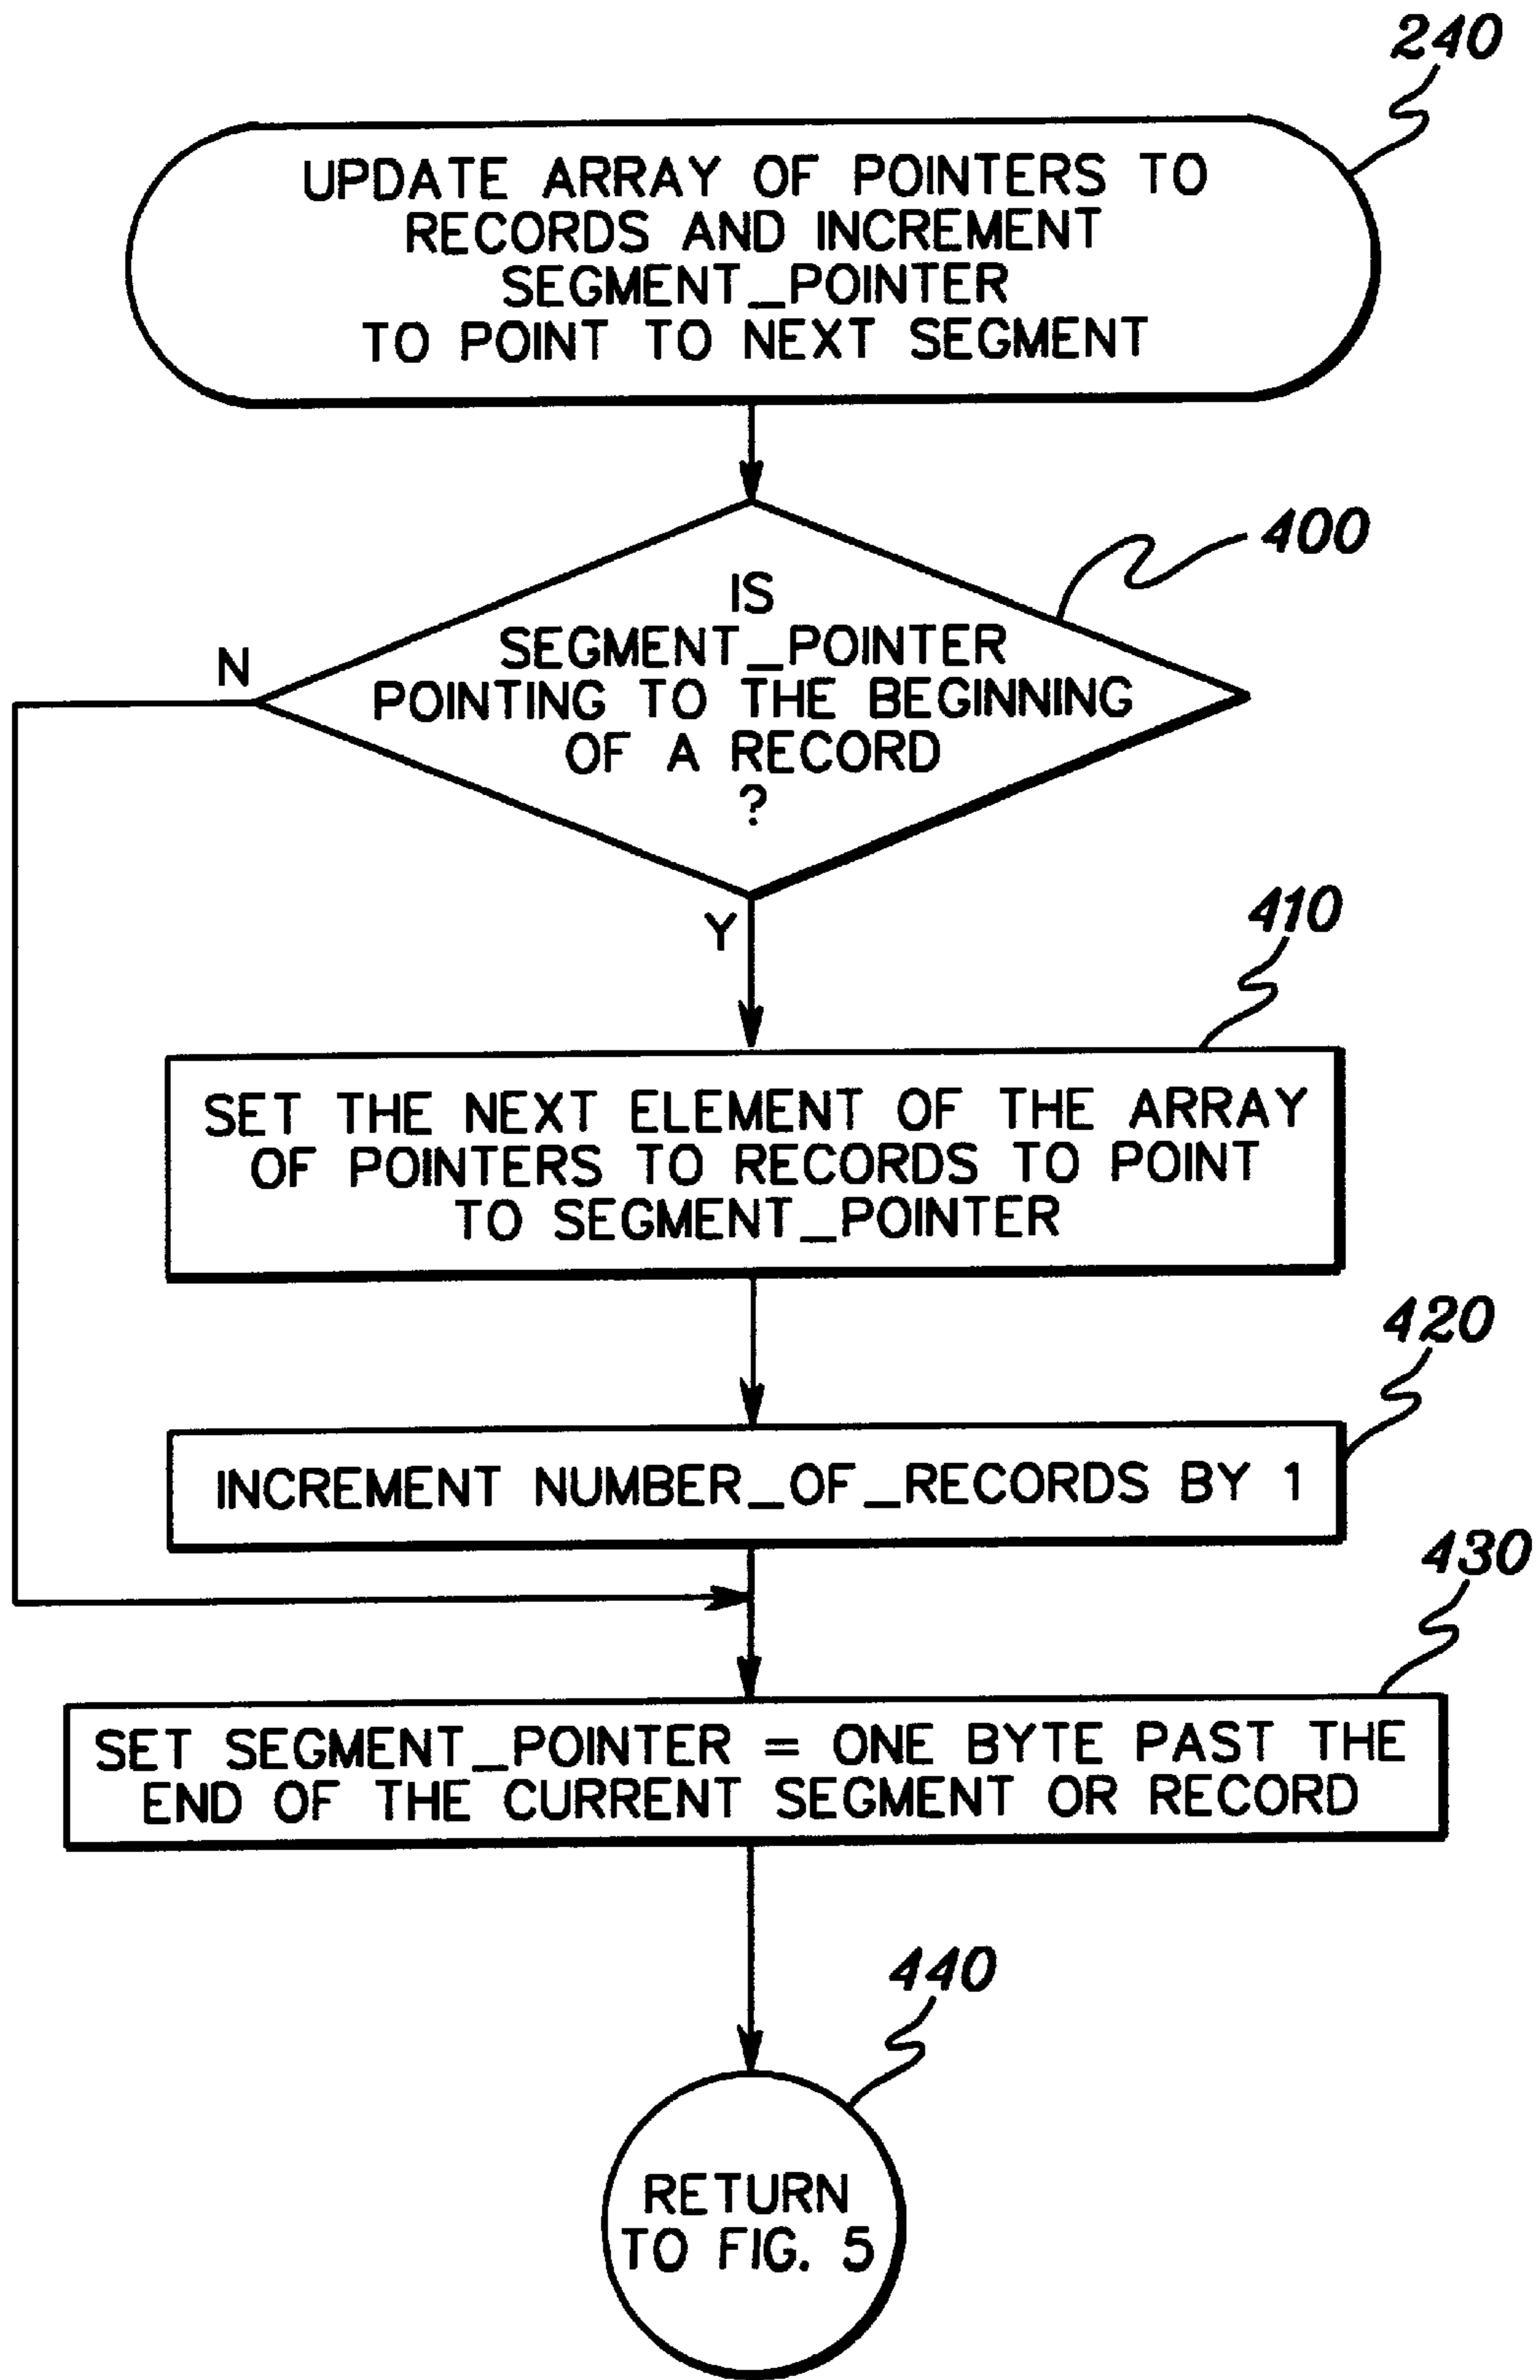 240
UPDATE ARRAY OF POINTERS TO
RECORDS AND INCREMENT
SEGMENT_POINTER
TO POINT TO NEXT SEGMENT
400
IS
SEGMENT_POINTER
POINTING TO THE BEGINNING
OF A RECORD
?
N
Y
410
SET THE NEXT ELEMENT OF THE ARRAY
OF POINTERS TO RECORDS TO POINT
TO SEGMENT_POINTER
420
INCREMENT NUMBER_OF_RECORDS BY 1
430
SET SEGMENT_POINTER = ONE BYTE PAST THE
END OF THE CURRENT SEGMENT OR RECORD
440
RETURN
TO FIG. 5